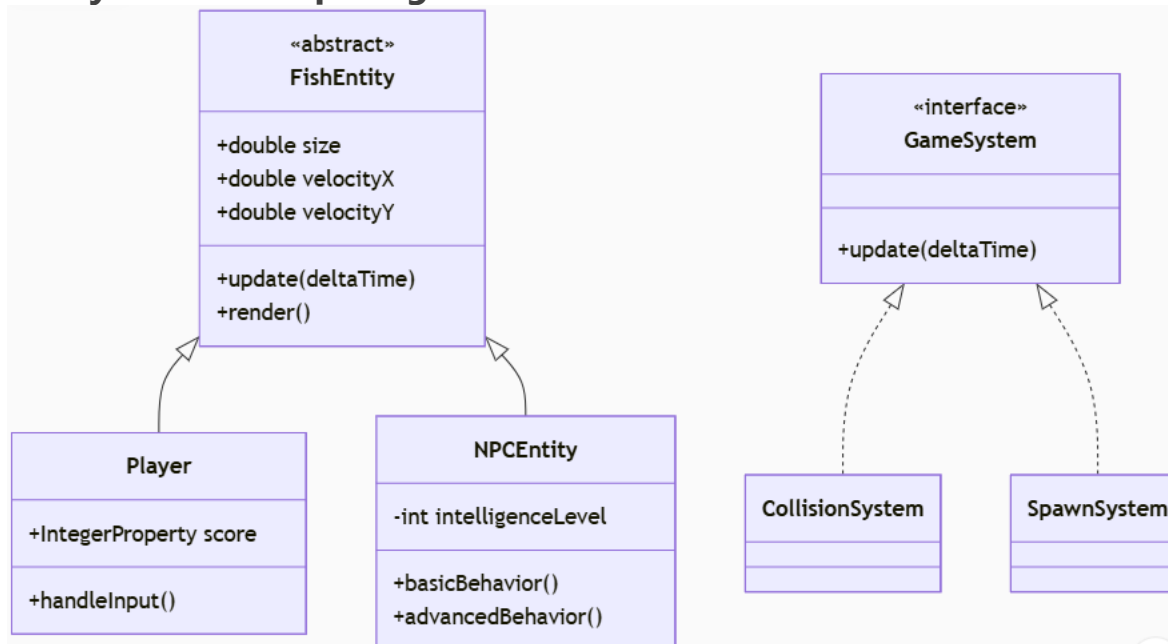 «abstract»
FishEntity
+double size
+double velocityX
+double velocityY
+update(deltaTime)
+render()
«interface»
GameSystem
+update(deltaTime)
Player
+IntegerProperty score
+handleInput()
NPCEntity
-int intelligenceLevel
+basicBehavior()
+advancedBehavior()
CollisionSystem
SpawnSystem